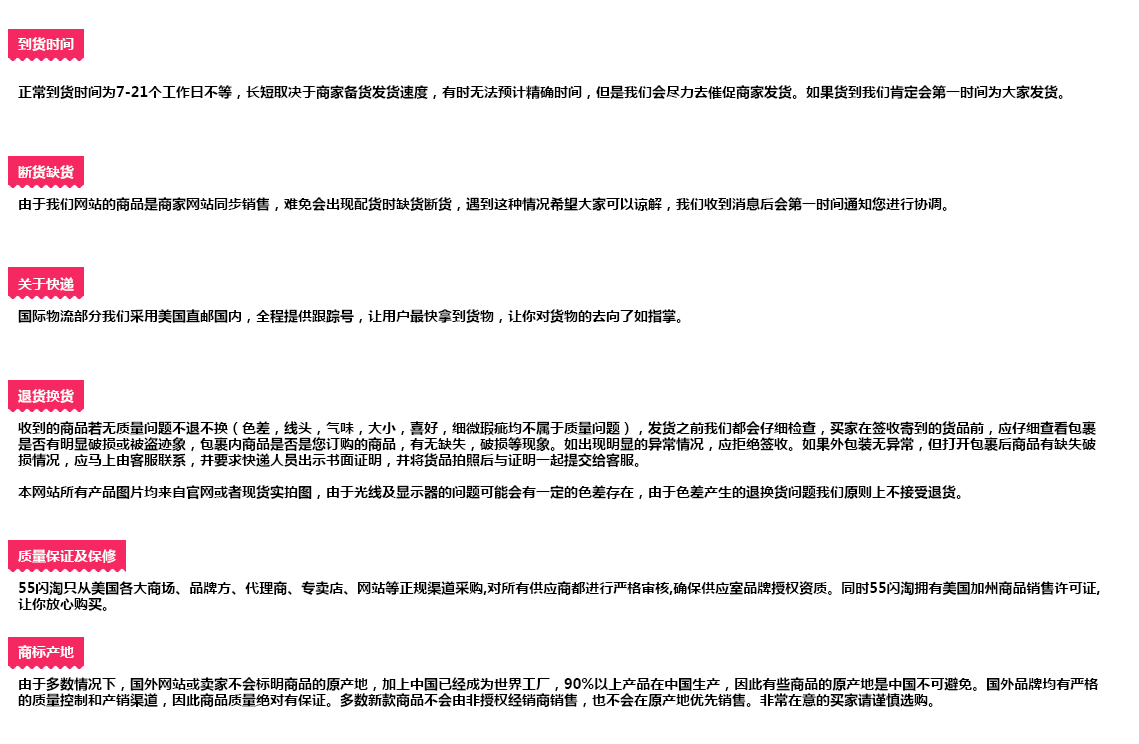 到货时间
正常到货时间为7-21个工作日不等，长短取决于商家备货发货速度，有时无法预计精确时间，但是我们会尽力去催促商家发货。如果货到我们肯定会第一时间为大家发货。
断货缺货
由于我们网站的商品是商家网站同步销售，难免会出现配货时缺货断货，遇到这种情况希望大家可以谅解，我们收到消息后会第一时间通知您进行协调。
关于快递
国际物流部分我们采用美国直邮国内，全程提供跟踪号，让用户最快拿到货物，让你对货物的去向了如指掌。
退货换货
收到的商品若无质量问题不退不换（色差，线头，气味，大小，喜好，细微瑕疵均不属于质量问题），发货之前我们都会仔细检查，买家在签收寄到的货品前，应仔细查看包裹
是否有明显破损或被盗迹象，包裹内商品是否是您订购的商品，有无缺失，破损等现象。如出现明显的异常情况，应拒绝签收。如果外包装无异常，但打开包裹后商品有缺失破
损情况，应马上由客服联系，并要求快递人员出示书面证明，并将货品拍照后与证明一起提交给客服。
本网站所有产品图片均来自官网或者现货实拍图，由于光线及显示器的问题可能会有一定的色差存在，由于色差产生的退换货问题我们原则上不接受退货。
质量保证及保修
55闪淘只从美国各大商场、品牌方、代理商、专卖店、网站等正规渠道采购,对所有供应商都进行严格审核,确保供应室品牌授权资质。同时55闪淘拥有美国加州商品销售许可证,
让你放心购买。
商标产地
由于多数情况下，国外网站或卖家不会标明商品的原产地，加上中国已经成为世界工厂，90%以上产品在中国生产，因此有些商品的原产地是中国不可避免。国外品牌均有严格
的质量控制和产销渠道，因此商品质量绝对有保证。多数新款商品不会由非授权经销商销售，也不会在原产地优先销售。非常在意的买家请谨慎选购。